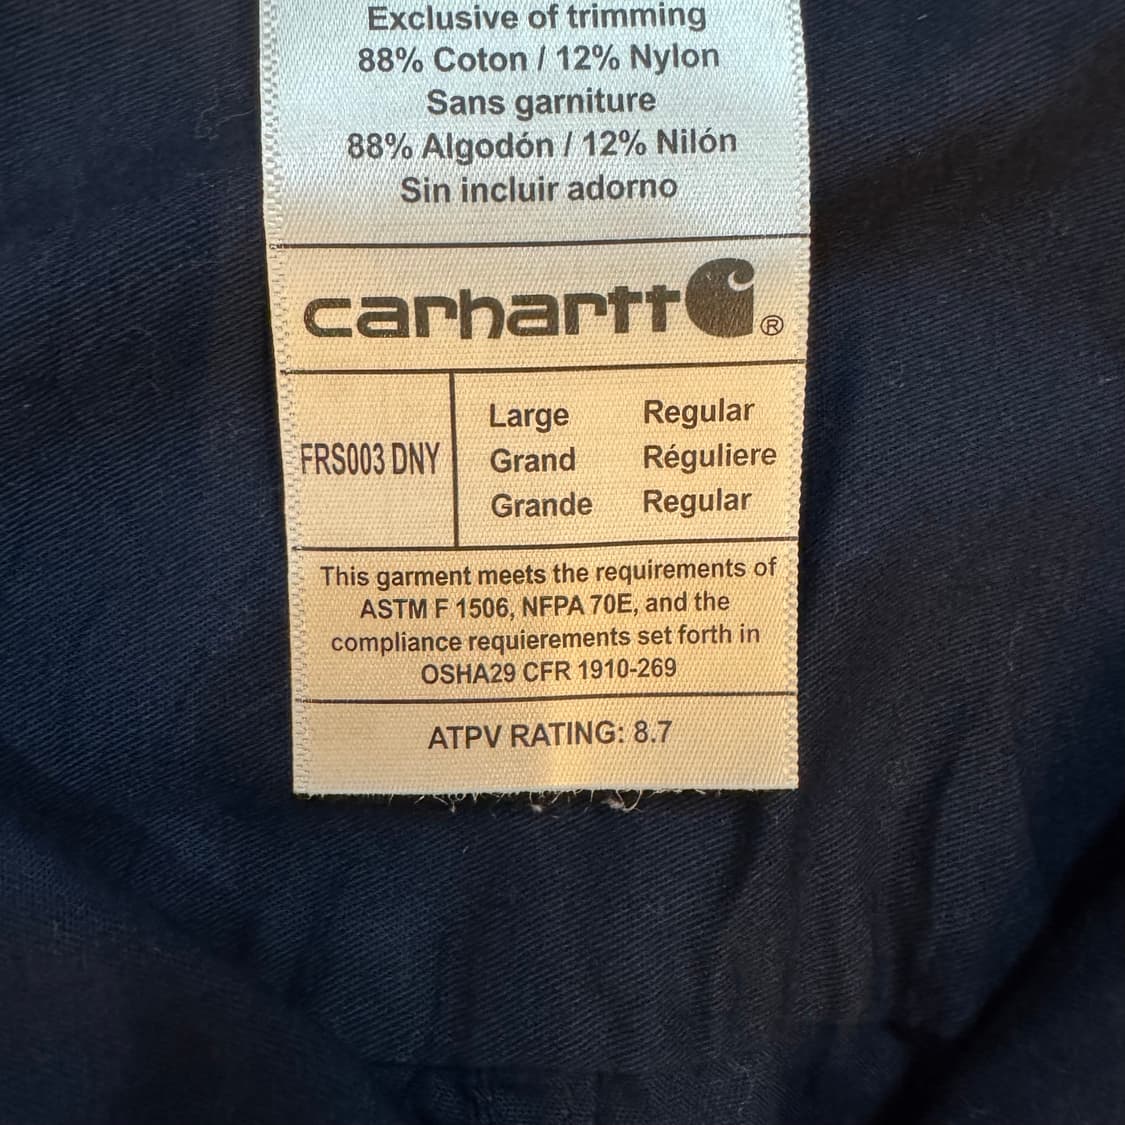 Exclusive of trimming
88% Coton / 12% Nylon
Sans garniture
88% Algodón / 12% Nilón
Sin incluir adorno
carhartt ®
FRS003 DNY
Large Regular
Grand Réguliere
Grande Regular
This garment meets the requirements of
ASTM F 1506, NFPA 70E, and the
compliance requierements set forth in
OSHA29 CFR 1910-269
ATPV RATING: 8.7